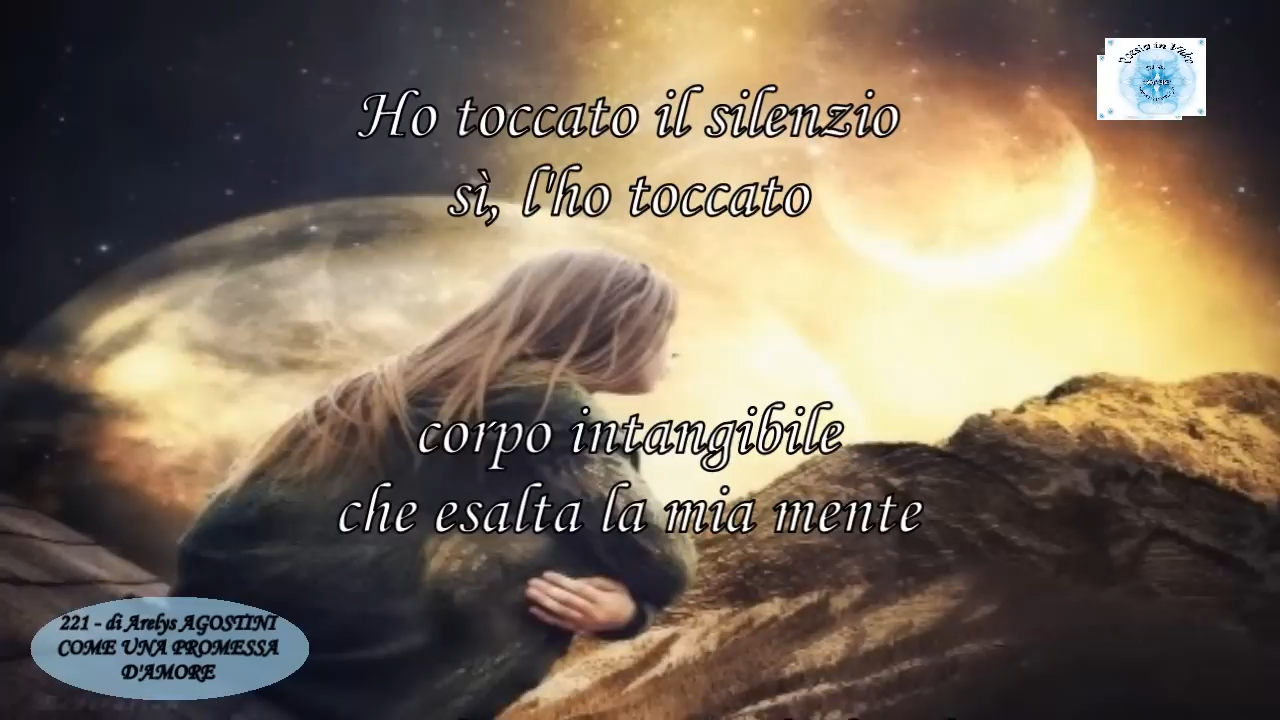 Ho toccato il silenzio
sì, l'ho toccato
corpo intangibile
che esalta la mia mente
221 - di Arelys AGOSTINI
COME UNA PROMESSA
D'AMORE